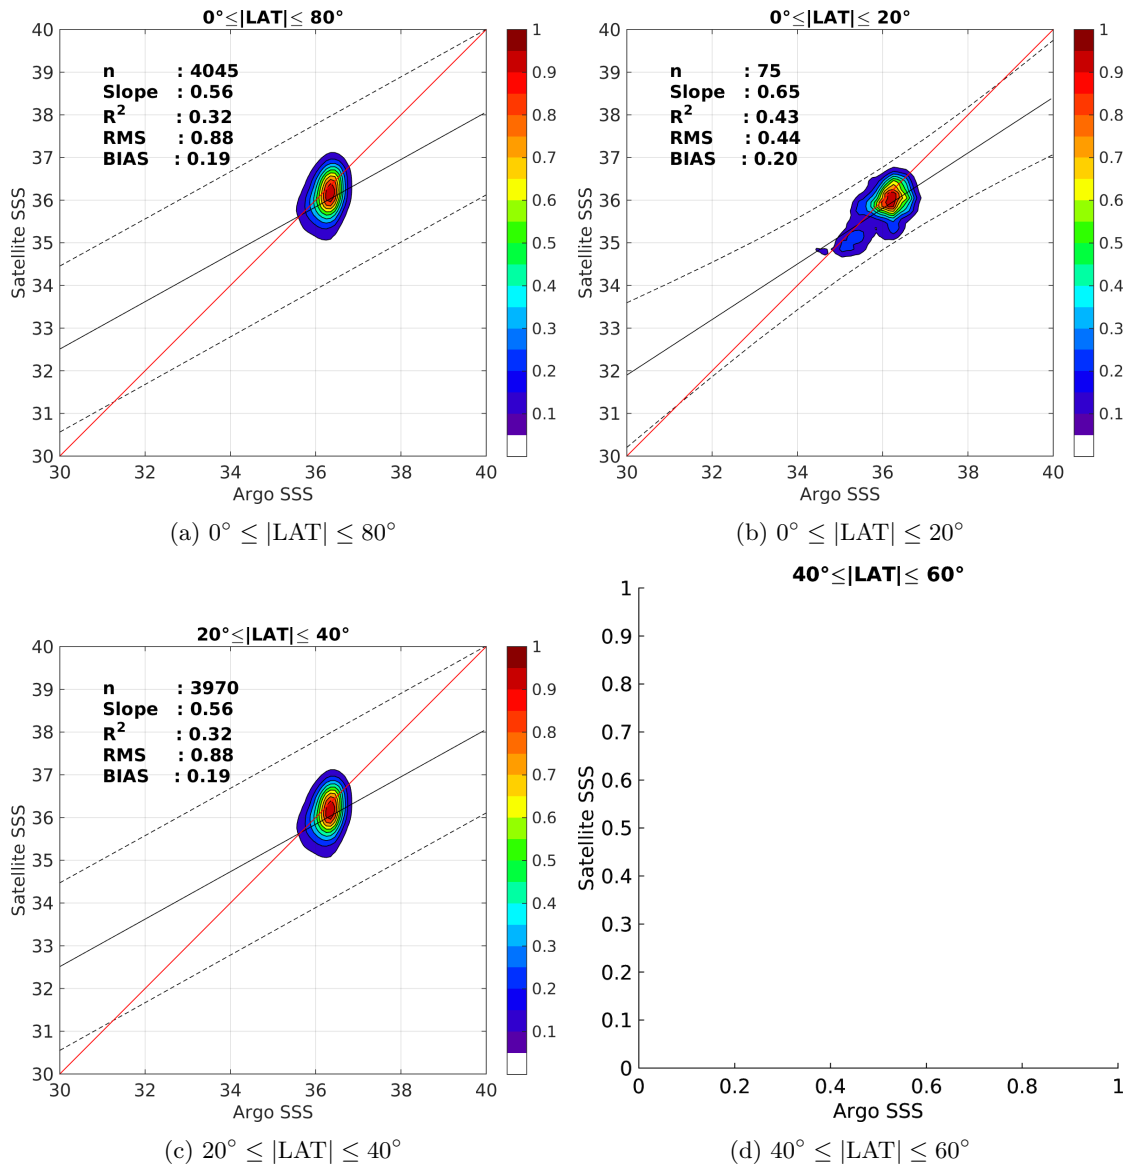 0°≤|LAT|≤ 80°
40
39
38
37
36
35
34
33
32
31
30
30 32 34 36 38 40
Satellite SSS
Argo SSS
n : 4045
Slope : 0.56
R² : 0.32
RMS : 0.88
BIAS : 0.19
1
0.9
0.8
0.7
0.6
0.5
0.4
0.3
0.2
0.1
(a) 0° ≤ |LAT| ≤ 80°
0°≤|LAT|≤ 20°
40
39
38
37
36
35
34
33
32
31
30
30 32 34 36 38 40
Satellite SSS
Argo SSS
n : 75
Slope : 0.65
R² : 0.43
RMS : 0.44
BIAS : 0.20
1
0.9
0.8
0.7
0.6
0.5
0.4
0.3
0.2
0.1
(b) 0° ≤ |LAT| ≤ 20°
20°≤|LAT|≤ 40°
40
39
38
37
36
35
34
33
32
31
30
30 32 34 36 38 40
Satellite SSS
Argo SSS
n : 3970
Slope : 0.56
R² : 0.32
RMS : 0.88
BIAS : 0.19
1
0.9
0.8
0.7
0.6
0.5
0.4
0.3
0.2
0.1
(c) 20° ≤ |LAT| ≤ 40°
40°≤|LAT|≤ 60°
1
0.9
0.8
0.7
0.6
0.5
0.4
0.3
0.2
0.1
0
0 0.2 0.4 0.6 0.8 1
Satellite SSS
Argo SSS
(d) 40° ≤ |LAT| ≤ 60°